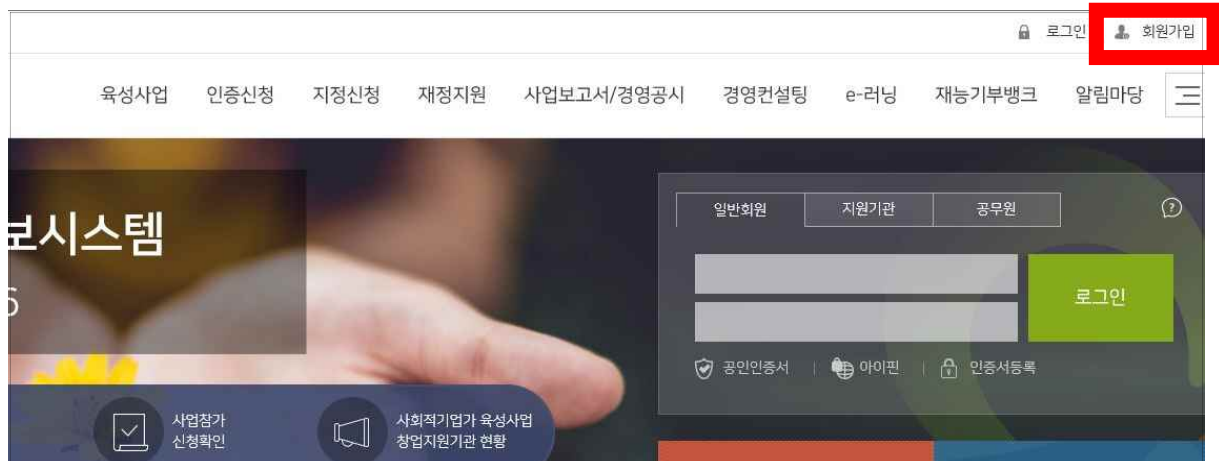 로그인 회원가입
육성사업 인증신청 지정신청 재정지원 사업보고서/경영공시 경영컨설팅 e-러닝 재능기부뱅크 알림마당
일반회원 지원기관 공무원
보시스템
6
로그인
공인인증서 아이핀 인증서등록
사업참가
신청확인
사회적기업가 육성사업
창업지원기관 현황